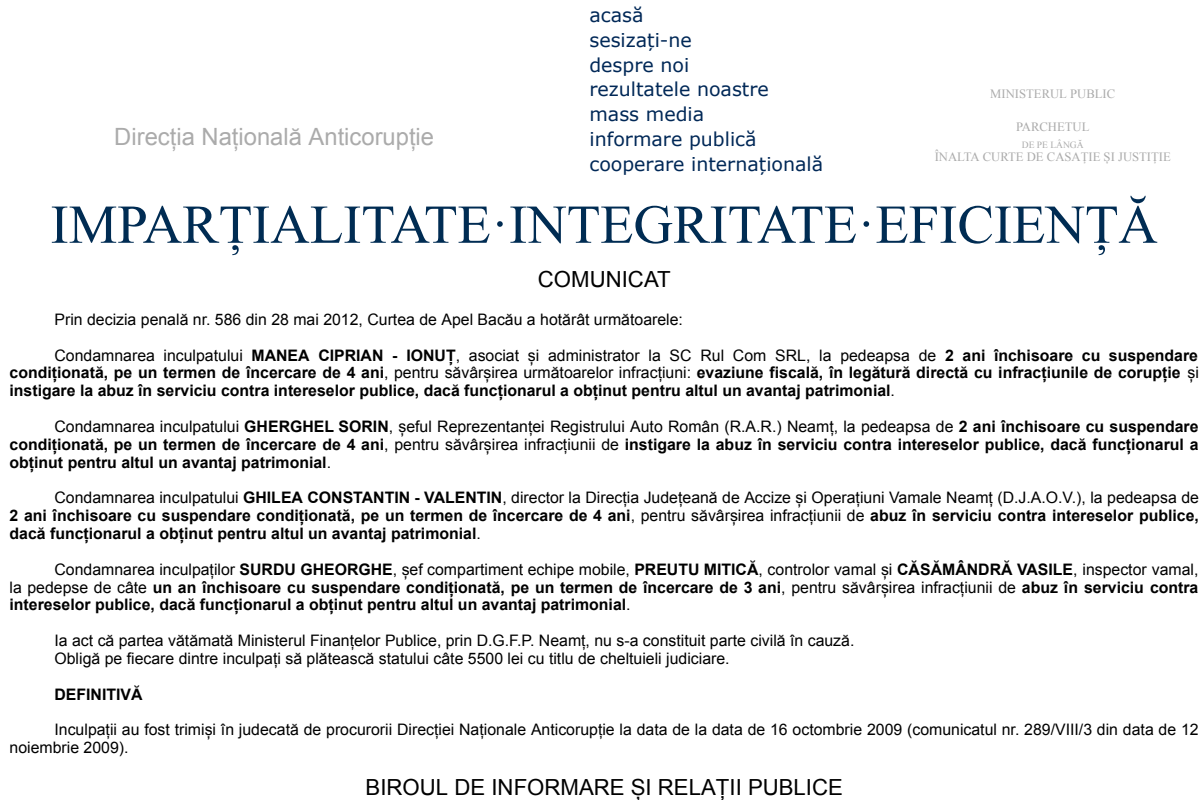 acasă
sesizați-ne
despre noi
rezultatele noastre
mass media
informare publică
cooperare internațională
Direcția Națională Anticorupție
MINISTERUL PUBLIC
PARCHETUL
DE PE LÂNGĂ
ÎNALTA CURTE DE CASAȚIE ȘI JUSTIȚIE
IMPARȚIALITATE·INTEGRITATE·EFICIENȚĂ
COMUNICAT
Prin decizia penală nr. 586 din 28 mai 2012, Curtea de Apel Bacău a hotărât următoarele:
Condamnarea inculpatului MANEA CIPRIAN - IONUȚ, asociat și administrator la SC Rul Com SRL, la pedeapsa de 2 ani închisoare cu suspendare
condiționată, pe un termen de încercare de 4 ani, pentru săvârșirea următoarelor infracțiuni: evaziune fiscală, în legătură directă cu infracțiunile de corupție și
instigare la abuz în serviciu contra intereselor publice, dacă funcționarul a obținut pentru altul un avantaj patrimonial.
Condamnarea inculpatului GHERGHEL SORIN, șeful Reprezentanței Registrului Auto Român (R.A.R.) Neamț, la pedeapsa de 2 ani închisoare cu suspendare
condiționată, pe un termen de încercare de 4 ani, pentru săvârșirea infracțiunii de instigare la abuz în serviciu contra intereselor publice, dacă funcționarul a
obținut pentru altul un avantaj patrimonial.
Condamnarea inculpatului GHILEA CONSTANTIN - VALENTIN, director la Direcția Județeană de Accize și Operațiuni Vamale Neamț (D.J.A.O.V.), la pedeapsa de
2 ani închisoare cu suspendare condiționată, pe un termen de încercare de 4 ani, pentru săvârșirea infracțiunii de abuz în serviciu contra intereselor publice,
dacă funcționarul a obținut pentru altul un avantaj patrimonial.
Condamnarea inculpaților SURDU GHEORGHE, șef compartiment echipe mobile, PREUTU MITICĂ, controlor vamal și CĂSĂMÂNDRĂ VASILE, inspector vamal,
la pedepse de câte un an închisoare cu suspendare condiționată, pe un termen de încercare de 3 ani, pentru săvârșirea infracțiunii de abuz în serviciu contra
intereselor publice, dacă funcționarul a obținut pentru altul un avantaj patrimonial.
Ia act că partea vătămată Ministerul Finanțelor Publice, prin D.G.F.P. Neamț, nu s-a constituit parte civilă în cauză.
Obligă pe fiecare dintre inculpați să plătească statului câte 5500 lei cu titlu de cheltuieli judiciare.
DEFINITIVĂ
Inculpații au fost trimiși în judecată de procurorii Direcției Naționale Anticorupție la data de la data de 16 octombrie 2009 (comunicatul nr. 289/VIII/3 din data de 12
noiembrie 2009).
BIROUL DE INFORMARE ȘI RELAȚII PUBLICE